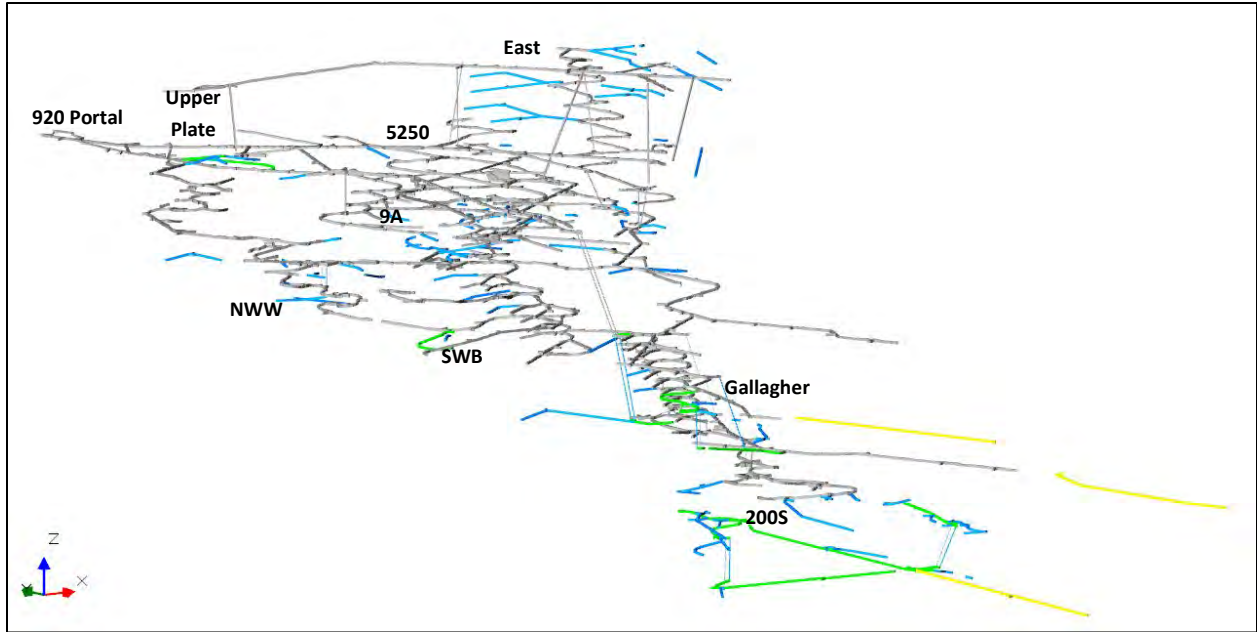 East
Upper
Plate
920 Portal
5250
9A
NWW
SWB
Gallagher
200S
Z
X